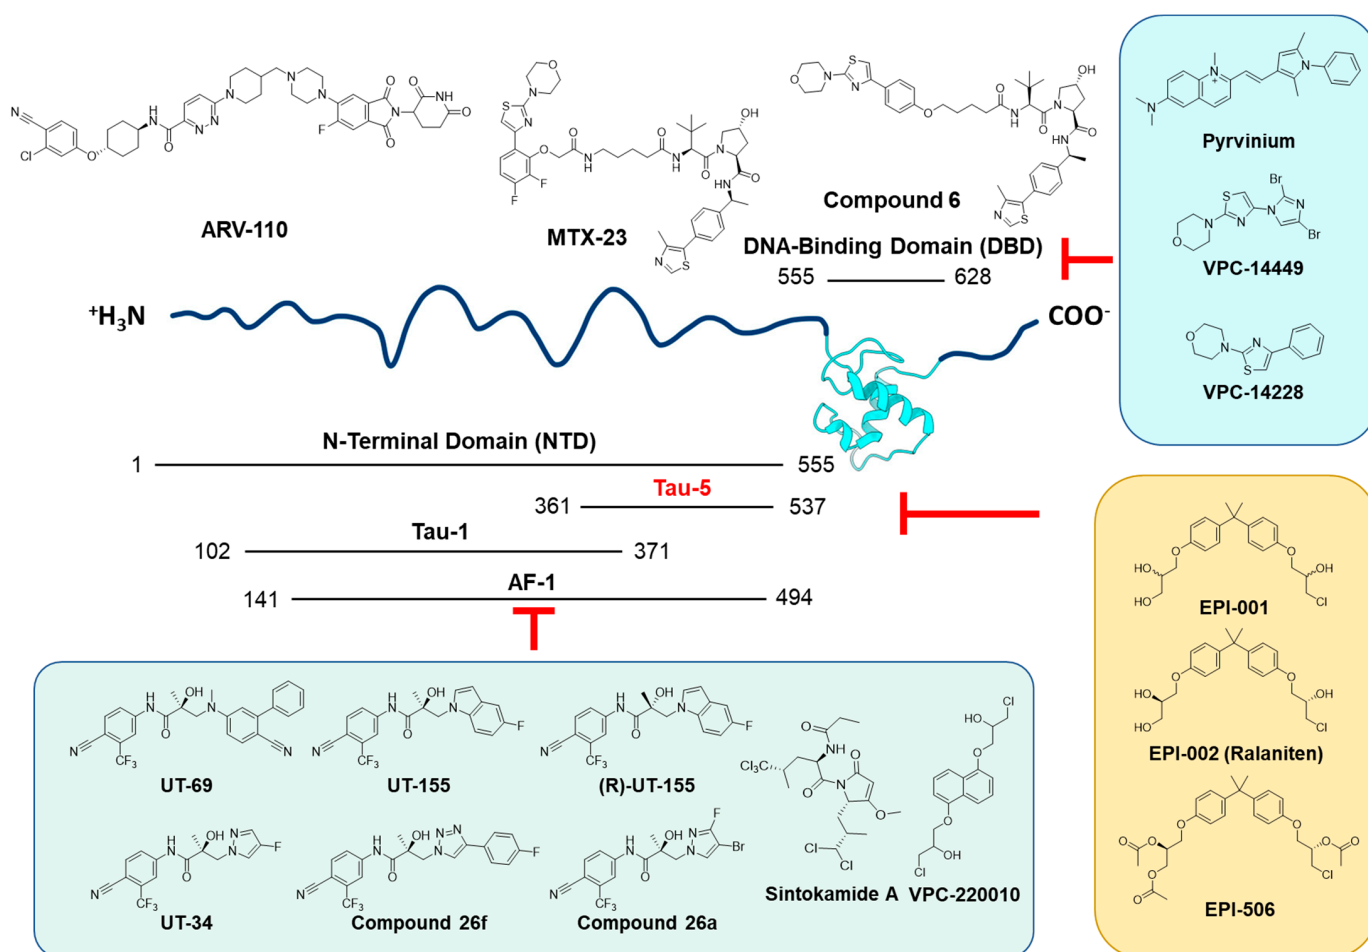 ARV-110
MTX-23
Compound 6
DNA-Binding Domain (DBD)
555 628
⁺H₃N
COO⁻
Pyrvinium
VPC-14449
VPC-14228
N-Terminal Domain (NTD)
1 555
Tau-5
361 537
Tau-1
102 371
AF-1
141 494
EPI-001
EPI-002 (Ralaniten)
EPI-506
UT-69 UT-155 (R)-UT-155
Sintokamide A VPC-220010
UT-34 Compound 26f Compound 26a